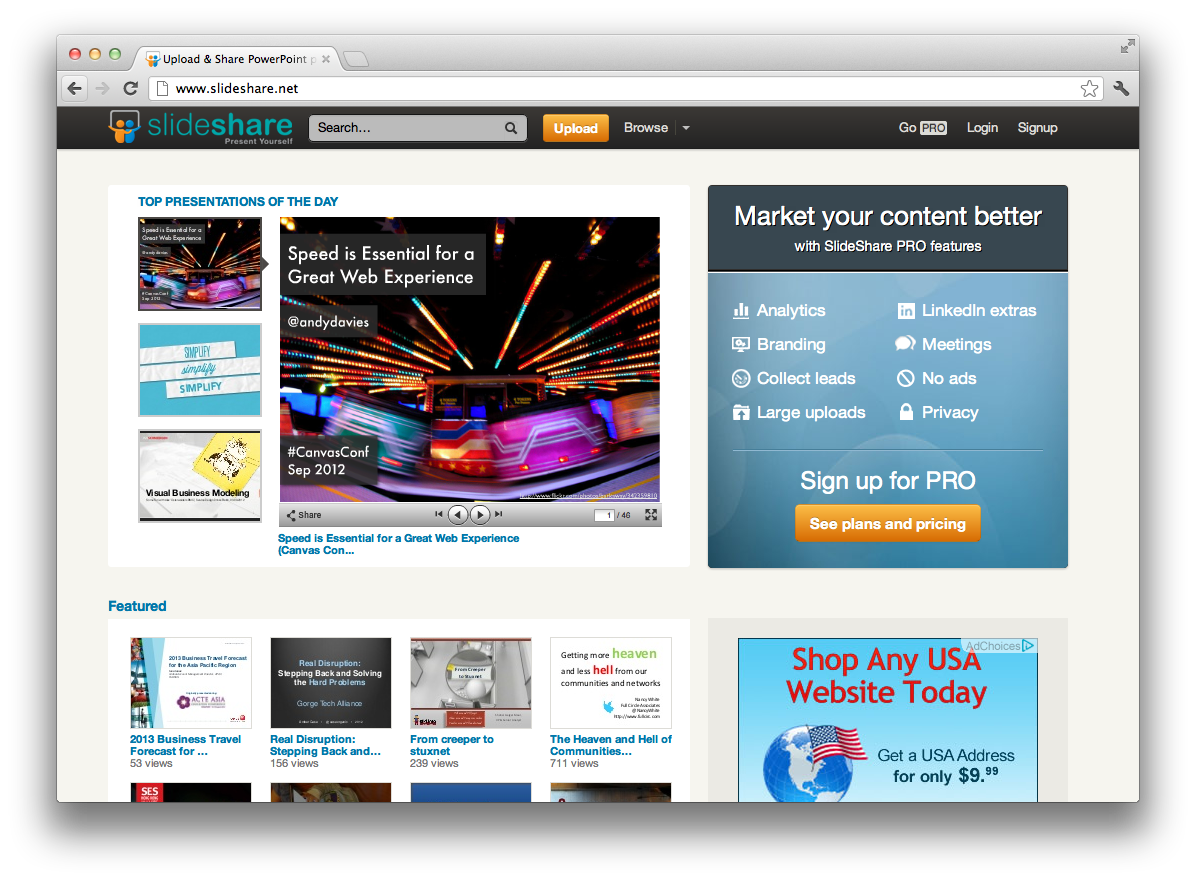 Upload & Share PowerPoint p
www.slideshare.net
slideshare
Present Yourself
Search...
Upload
Browse
Go PRO
Login
Signup
TOP PRESENTATIONS OF THE DAY
Speed is Essential for a
Great Web Experience
@andydavies
#CanvasConf
Sep 2012
SIMPLIFY
simplify
SIMPLIFY
Visual Business Modeling
Speed is Essential for a
Great Web Experience
@andydavies
#CanvasConf
Sep 2012
Share
1 / 46
Speed is Essential for a Great Web Experience
(Canvas Con...
Market your content better
with SlideShare PRO features
Analytics
LinkedIn extras
Branding
Meetings
Collect leads
No ads
Large uploads
Privacy
Sign up for PRO
See plans and pricing
Featured
2013 Business Travel Forecast
for the Asia Pacific Region
ACTE ASIA
2013 Business Travel
Forecast for ...
53 views
Real Disruption:
Stepping Back and Solving
the Hard Problems
Gorge Tech Alliance
Real Disruption:
Stepping Back and...
156 views
From Creeper
to Stuxnet
From creeper to
stuxnet
239 views
Getting more heaven
and less hell from our
communities and networks
Nancy White
Full Circle Associates
@NancyWhite
http://www.fullcirc.com
The Heaven and Hell of
Communities...
711 views
SES
AdChoices
Shop Any USA
Website Today
Get a USA Address
for only $9.99